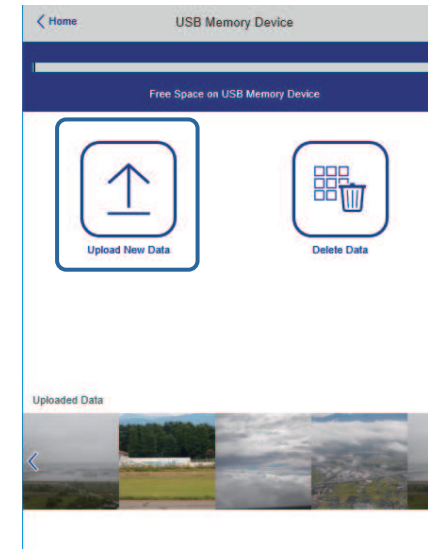 Home
USB Memory Device
Free Space on USB Memory Device
Upload New Data
Delete Data
Uploaded Data